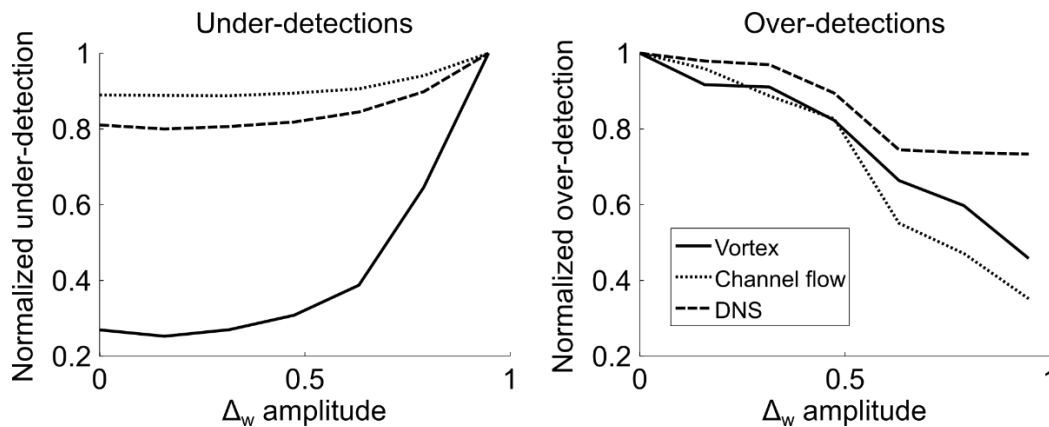 Under-detections
Normalized under-detection
1
0.8
0.6
0.4
0.2
0
0.5
1
Δw amplitude
Over-detections
Normalized over-detection
1
0.8
0.6
0.4
0.2
0
0.5
1
Δw amplitude
Vortex
Channel flow
DNS